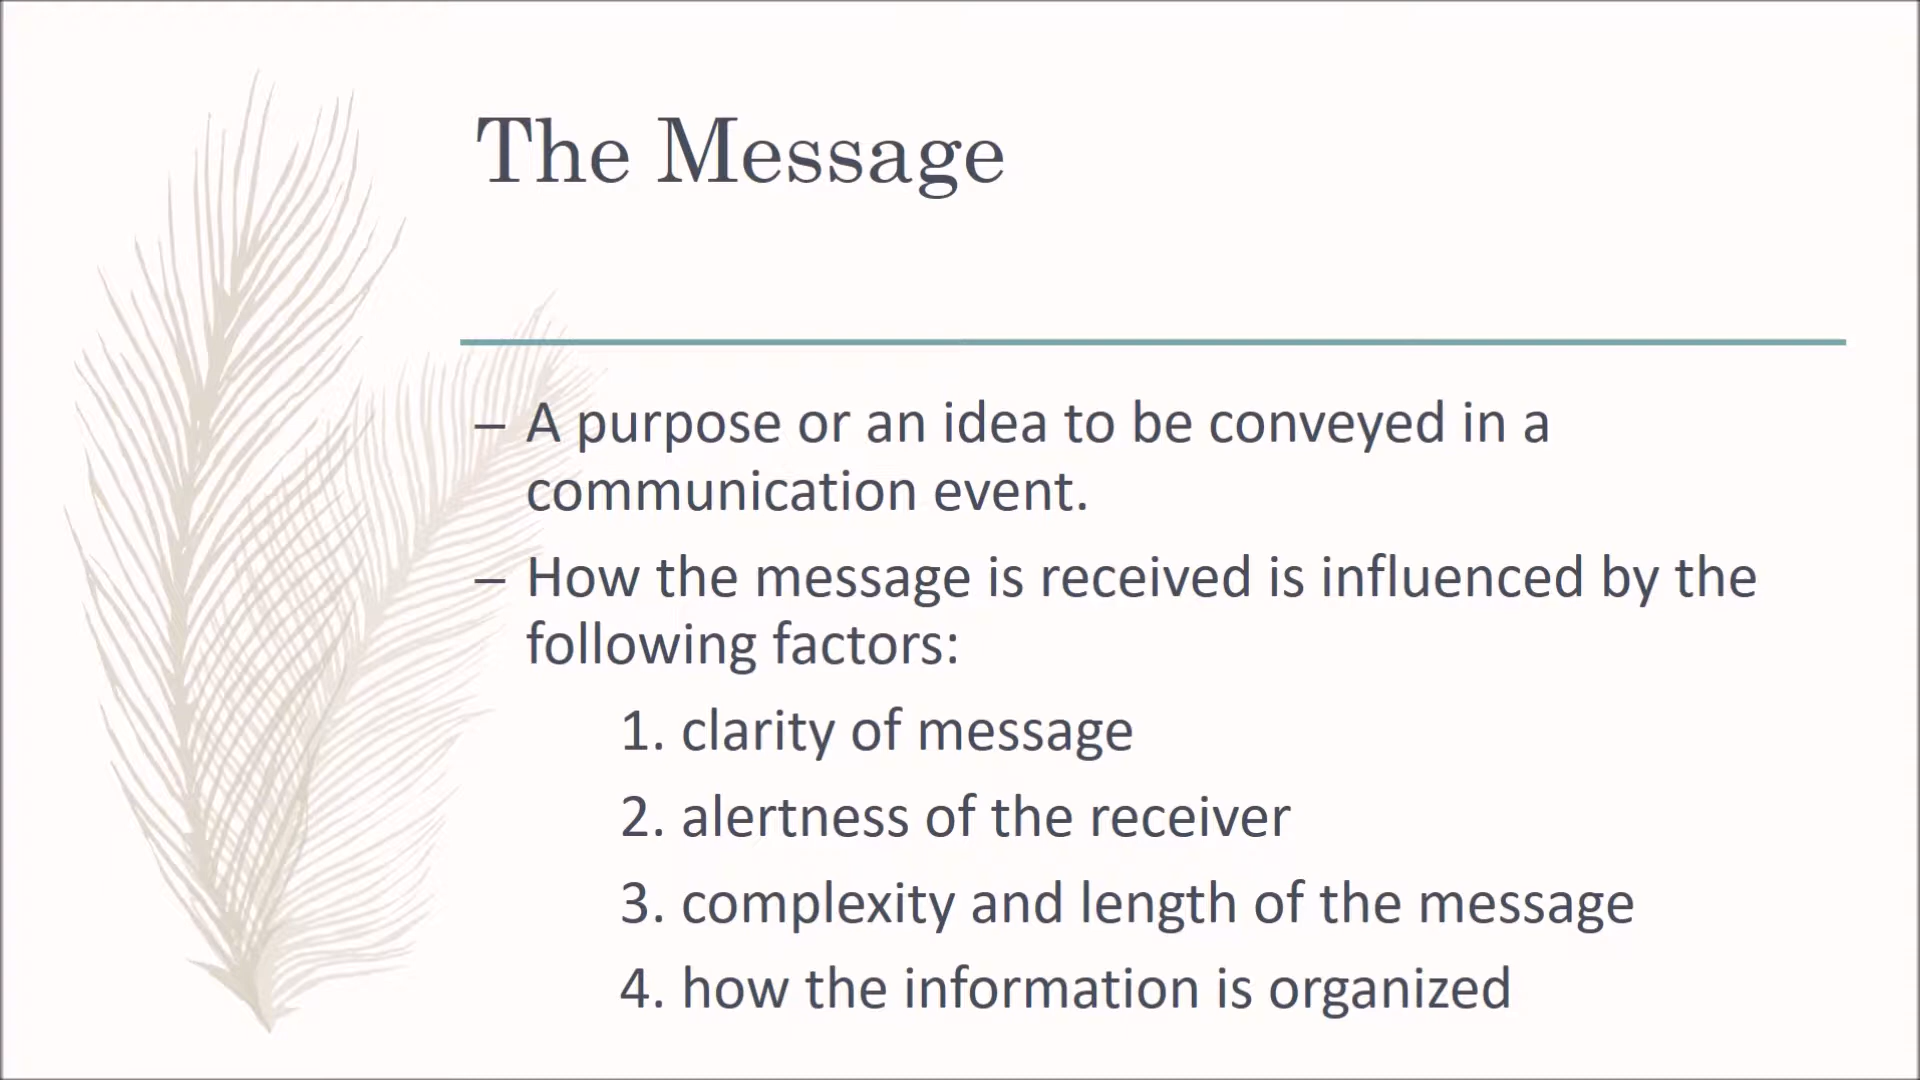 The Message
– A purpose or an idea to be conveyed in a
communication event.
– How the message is received is influenced by the
following factors:
1. clarity of message
2. alertness of the receiver
3. complexity and length of the message
4. how the information is organized